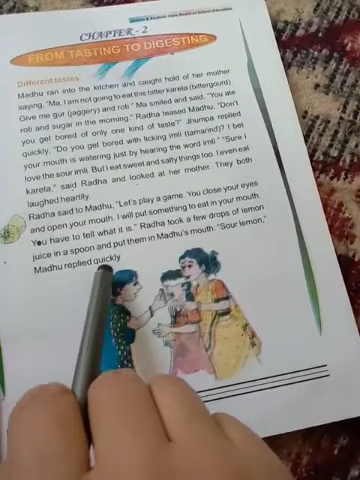 CHAPTER - 2
FROM TASTING TO DIGESTING
Different tastes
Madhu ran into the kitchen and caught hold of her mother
saying, "Ma, I am not going to eat this bitter karela (bittergourd).
Give me gur (jaggery) and roti." Ma smiled and said, "You ate
roti and sugar in the morning." Radha teased Madhu, "Don't
you get bored of only one kind of taste?" Jhumpa replied
quickly, "Do you get bored with licking imli (tamarind)? I bet
your mouth is watering just by hearing the word imli." "Sure I
love the sour imli. But I eat sweet and salty things too. I even eat
karela," said Radha and looked at her mother. They both
laughed heartily.
Radha said to Madhu, "Let's play a game. You close your eyes
and open your mouth. I will put something to eat in your mouth.
You have to tell what it is." Radha took a few drops of lemon
juice in a spoon and put them in Madhu's mouth. "Sour lemon,"
Madhu replied quickly.